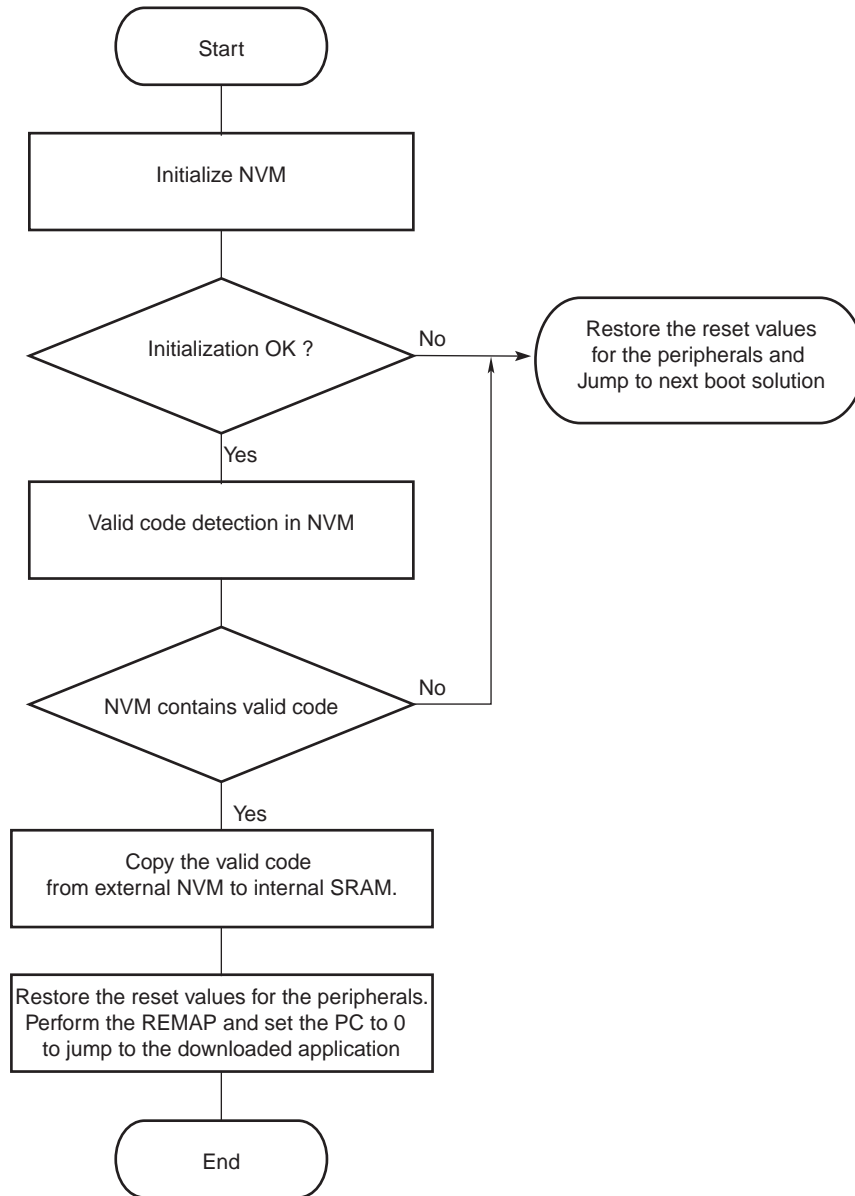 Start
Initialize NVM
Initialization OK ?
No
Restore the reset values
for the peripherals and
Jump to next boot solution
Yes
Valid code detection in NVM
NVM contains valid code
No
Yes
Copy the valid code
from external NVM to internal SRAM.
Restore the reset values for the peripherals.
Perform the REMAP and set the PC to 0
to jump to the downloaded application
End